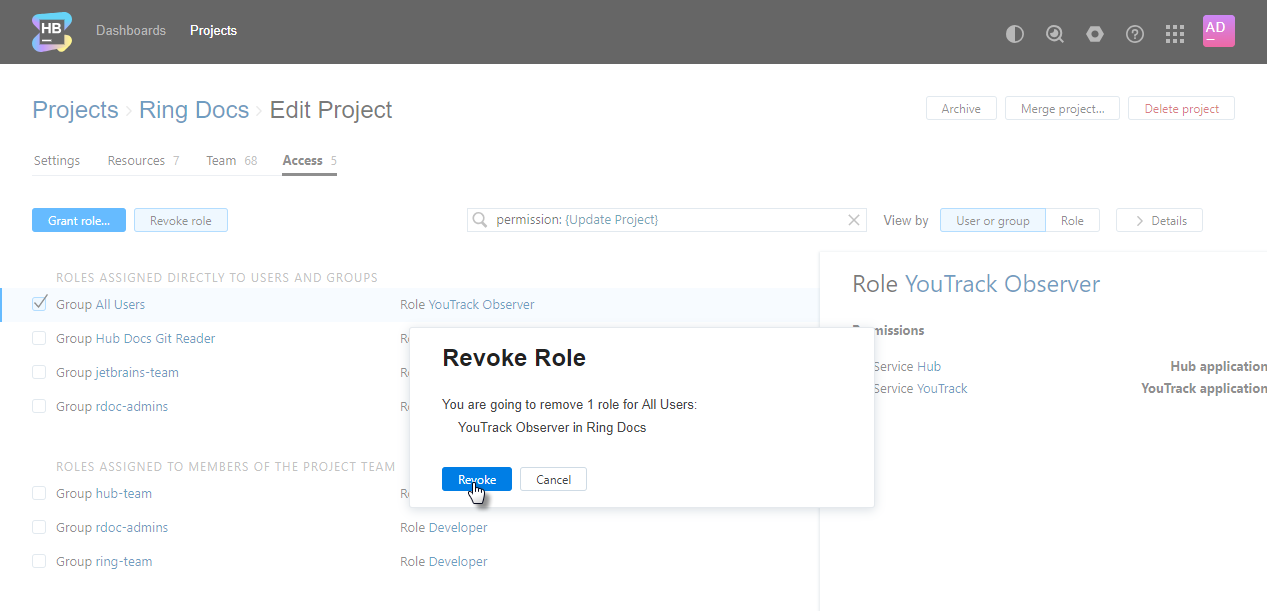 HB
Dashboards
Projects
AD
Projects › Ring Docs › Edit Project
Archive
Merge project...
Delete project
Settings
Resources 7
Team 68
Access 5
Grant role...
Revoke role
permission: {Update Project}
View by
User or group
Role
Details
ROLES ASSIGNED DIRECTLY TO USERS AND GROUPS
Group All Users
Role YouTrack Observer
Group Hub Docs Git Reader
Group jetbrains-team
Group rdoc-admins
ROLES ASSIGNED TO MEMBERS OF THE PROJECT TEAM
Group hub-team
Group rdoc-admins
Role Developer
Group ring-team
Role Developer
Role YouTrack Observer
Service Hub
Hub application
Service YouTrack
YouTrack application
Revoke Role
You are going to remove 1 role for All Users:
YouTrack Observer in Ring Docs
Revoke
Cancel